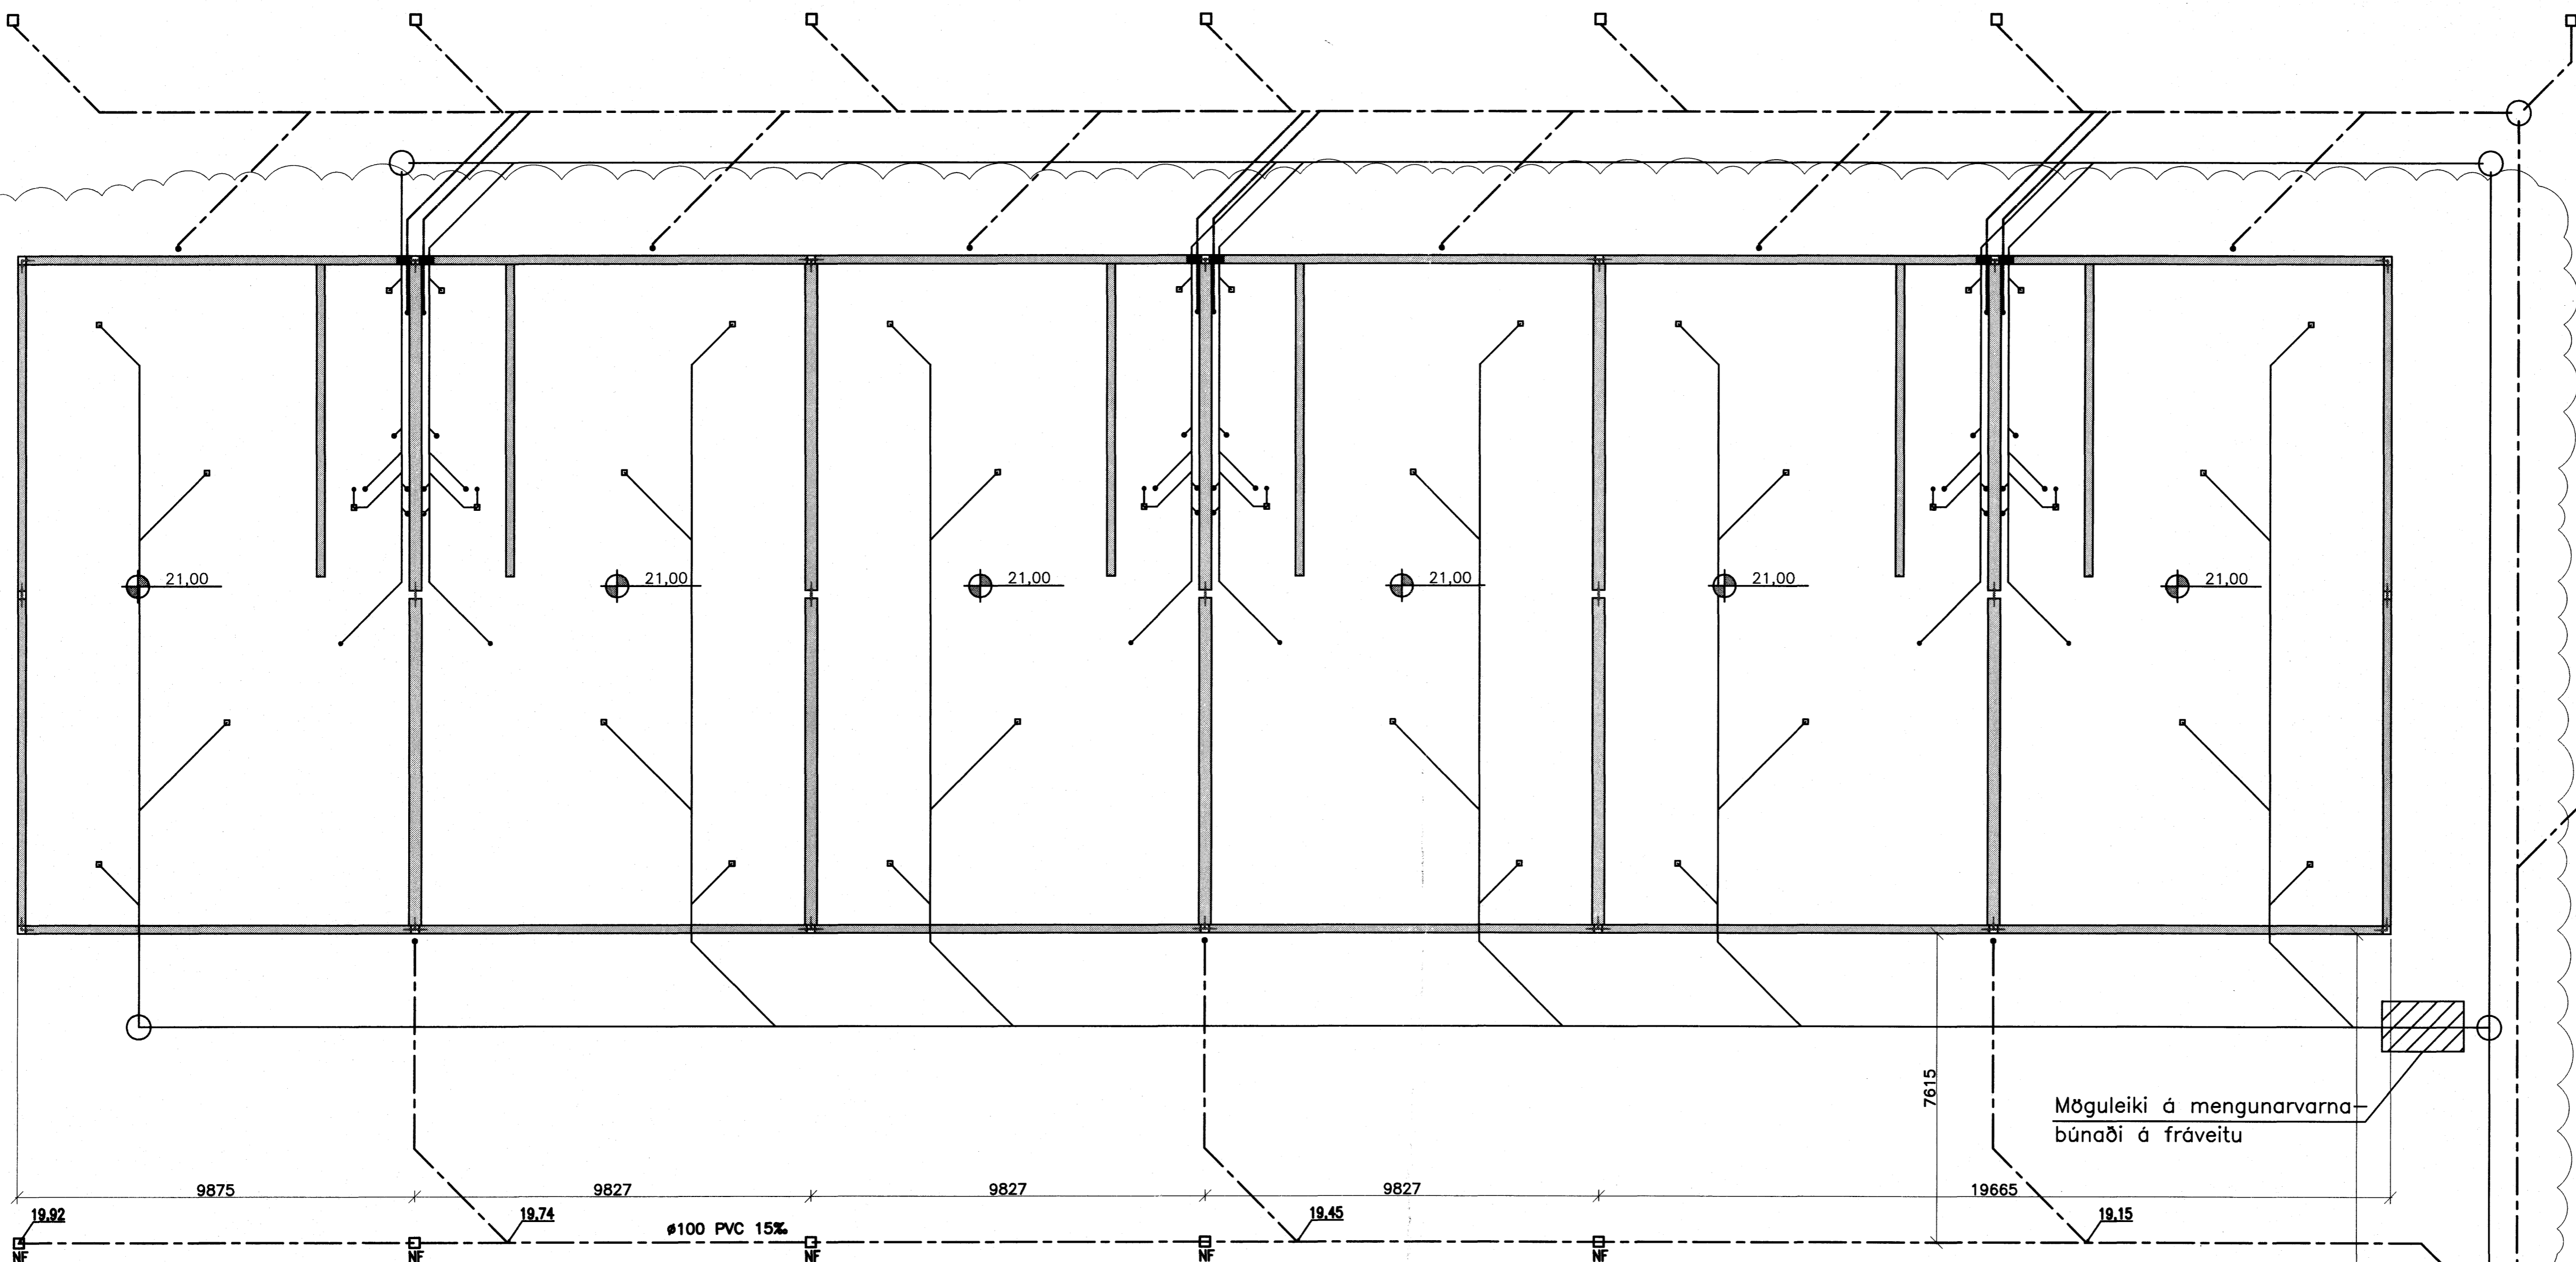 21,00
21,00
21,00
21,00
21,00
21,00
7615
Möguleiki á mengunarvarna-
búnaði á fráveitu
9875
9827
9827
9827
19665
19,92
19,74
ø100 PVC 15‰
19,45
19,15
NF
NF
NF
NF
NF